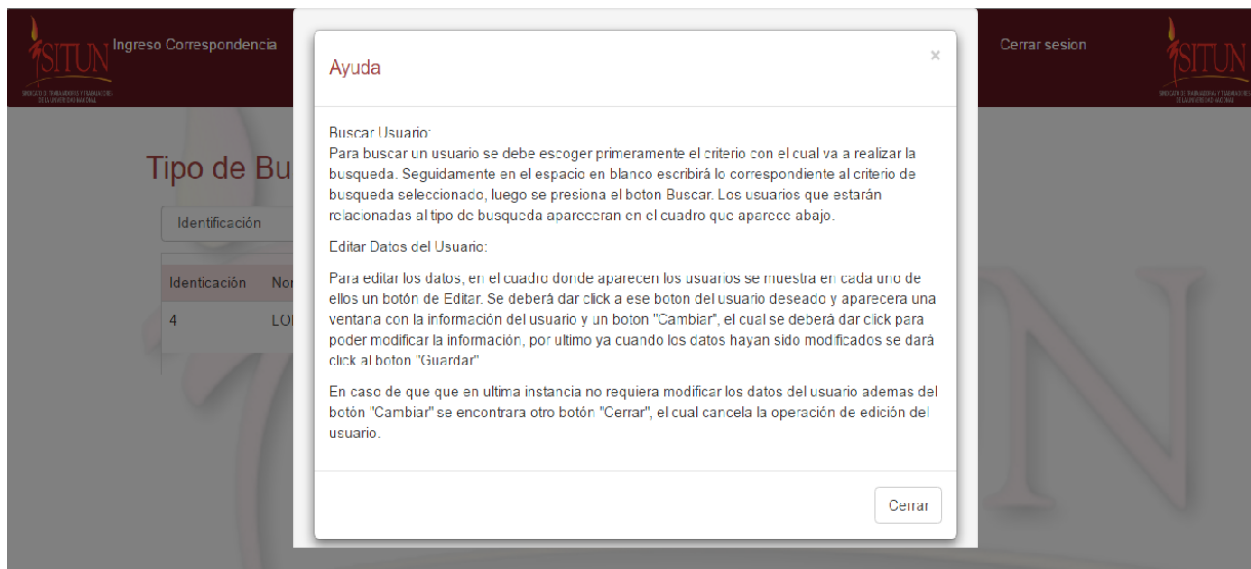 SITUN
Ingreso Correspondencia
Cerrar sesion
SITUN
Ayuda
×
Buscar Usuario:
Para buscar un usuario se debe escoger primeramente el criterio con el cual va a realizar la
busqueda. Seguidamente en el espacio en blanco escribirá lo correspondiente al criterio de
busqueda seleccionado, luego se presiona el boton Buscar. Los usuarios que estarán
relacionadas al tipo de busqueda apareceran en el cuadro que aparece abajo.
Editar Datos del Usuario:
Para editar los datos, en el cuadro donde aparecen los usuarios se muestra en cada uno de
ellos un botón de Editar. Se deberá dar click a ese boton del usuario deseado y aparecera una
ventana con la información del usuario y un boton "Cambiar", el cual se deberá dar click para
poder modificar la información, por ultimo ya cuando los datos hayan sido modificados se dará
click al boton "Guardar"
En caso de que que en ultima instancia no requiera modificar los datos del usuario ademas del
botón "Cambiar" se encontrara otro botón "Cerrar", el cual cancela la operación de edición del
usuario.
Cerrar
Tipo de Bu
Identificación
Identicación Nor
4 LO
N